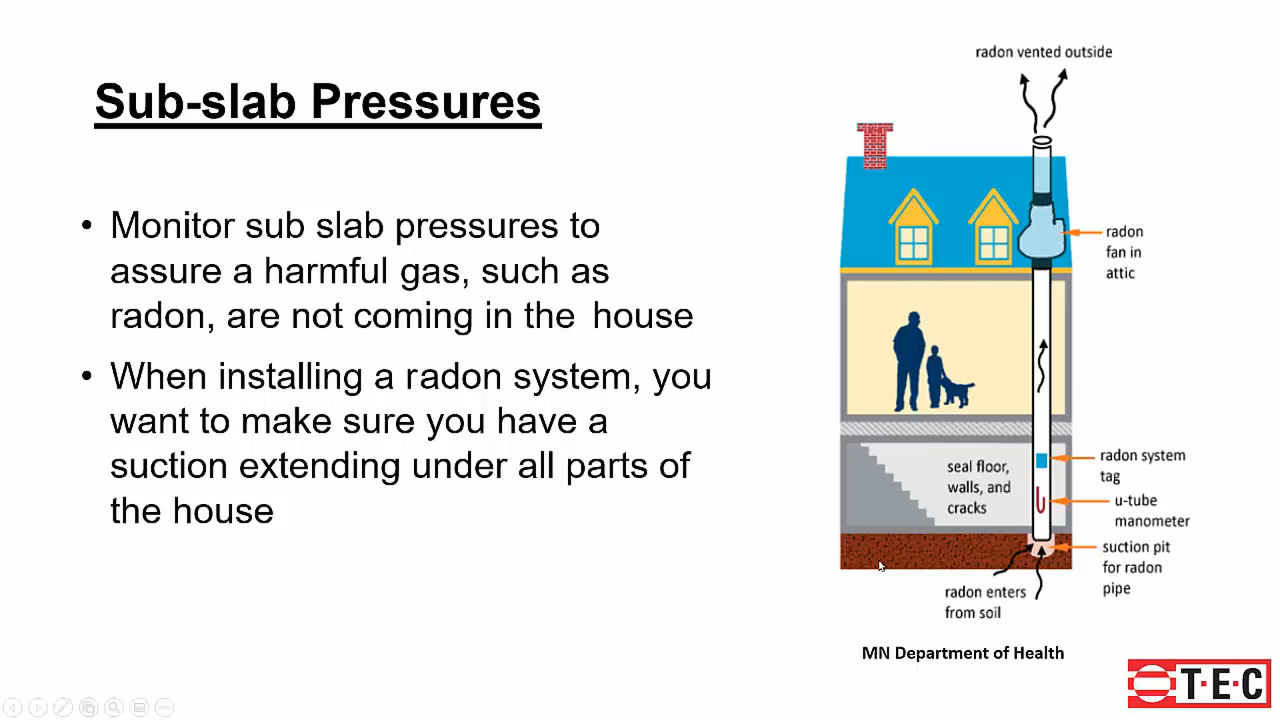 Sub-slab Pressures
• Monitor sub slab pressures to
assure a harmful gas, such as
radon, are not coming in the house
• When installing a radon system, you
want to make sure you have a
suction extending under all parts of
the house
radon vented outside
radon
fan in
attic
seal floor,
walls, and
cracks
radon system
tag
u-tube
manometer
suction pit
for radon
pipe
radon enters
from soil
MN Department of Health
T·E·C